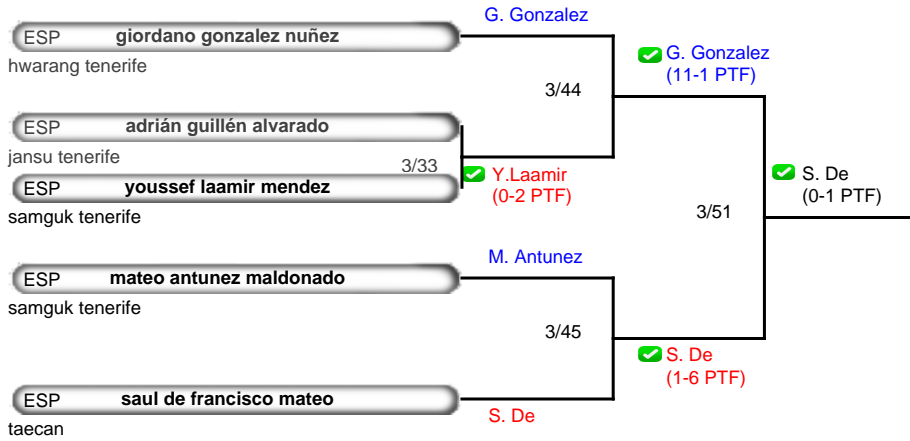 G. Gonzalez
ESP giordano gonzalez nuñez
hwarang tenerife
G. Gonzalez
(11-1 PTF)
3/44
ESP adrián guillén alvarado
jansu tenerife
3/33
ESP youssef laamir mendez
samguk tenerife
Y.Laamir
(0-2 PTF)
S. De
(0-1 PTF)
3/51
M. Antunez
ESP mateo antunez maldonado
samguk tenerife
3/45
S. De
(1-6 PTF)
ESP saul de francisco mateo
S. De
taecan